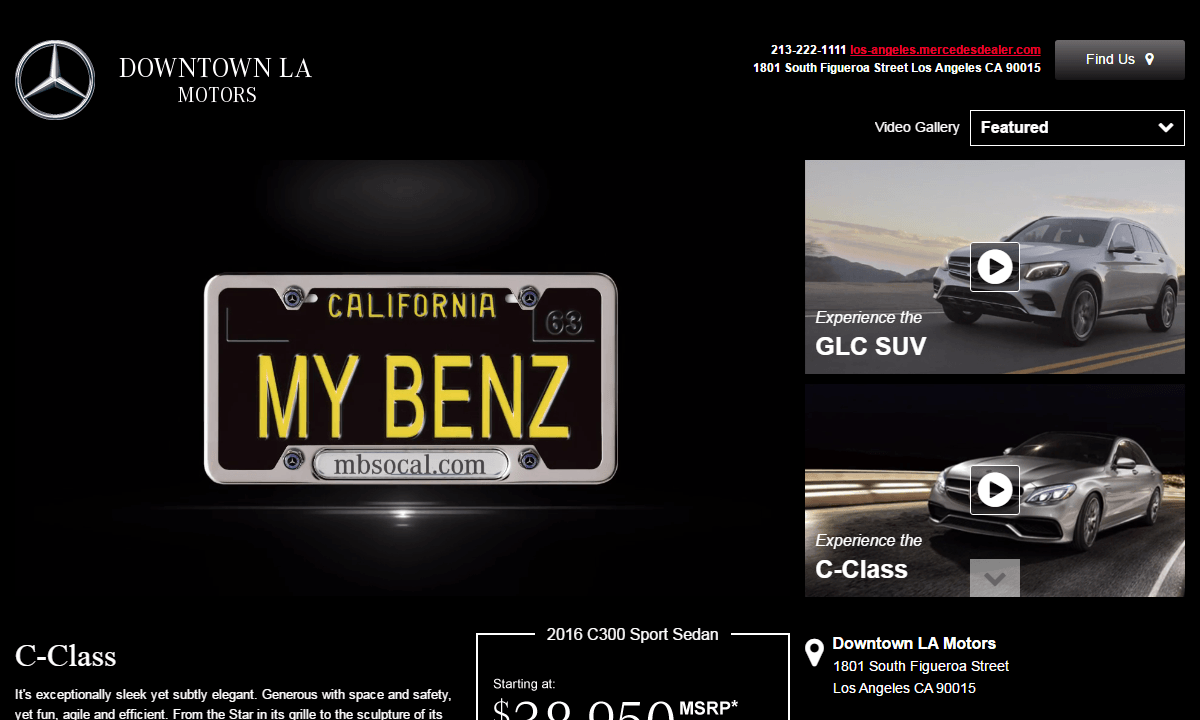 DOWNTOWN LA
MOTORS
213-222-1111 los-angeles.mercedesdealer.com
1801 South Figueroa Street Los Angeles CA 90015
Find Us
Video Gallery
Featured
CALIFORNIA
63
MY BENZ
mbsocal.com
Experience the
GLC SUV
Experience the
C-Class
C-Class
It's exceptionally sleek yet subtly elegant. Generous with space and safety,
yet fun, agile and efficient. From the Star in its grille to the sculpture of its
2016 C300 Sport Sedan
Starting at:
$38,950 MSRP*
Downtown LA Motors
1801 South Figueroa Street
Los Angeles CA 90015